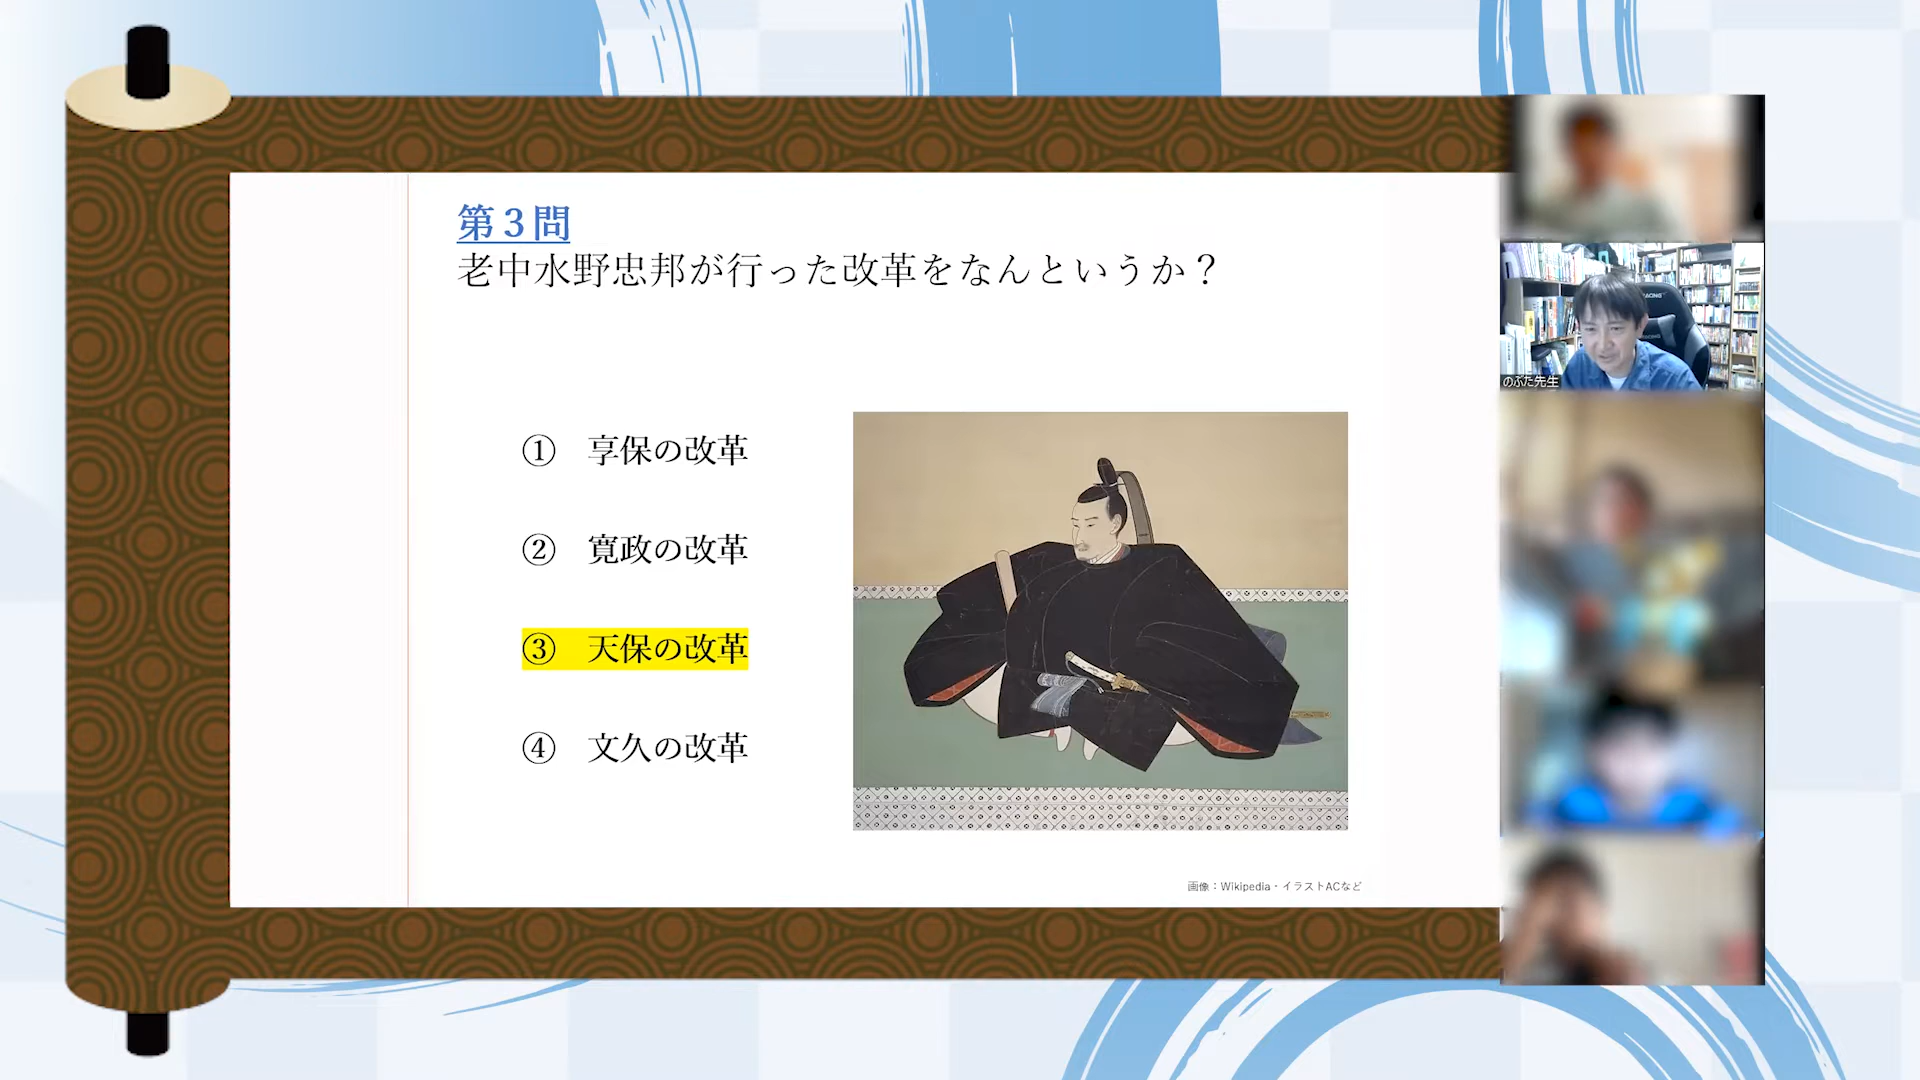 第３問
老中水野忠邦が行った改革をなんというか？
① 享保の改革
② 寛政の改革
③ 天保の改革
④ 文久の改革
画像：Wikipedia・イラストACなど
のぶた先生